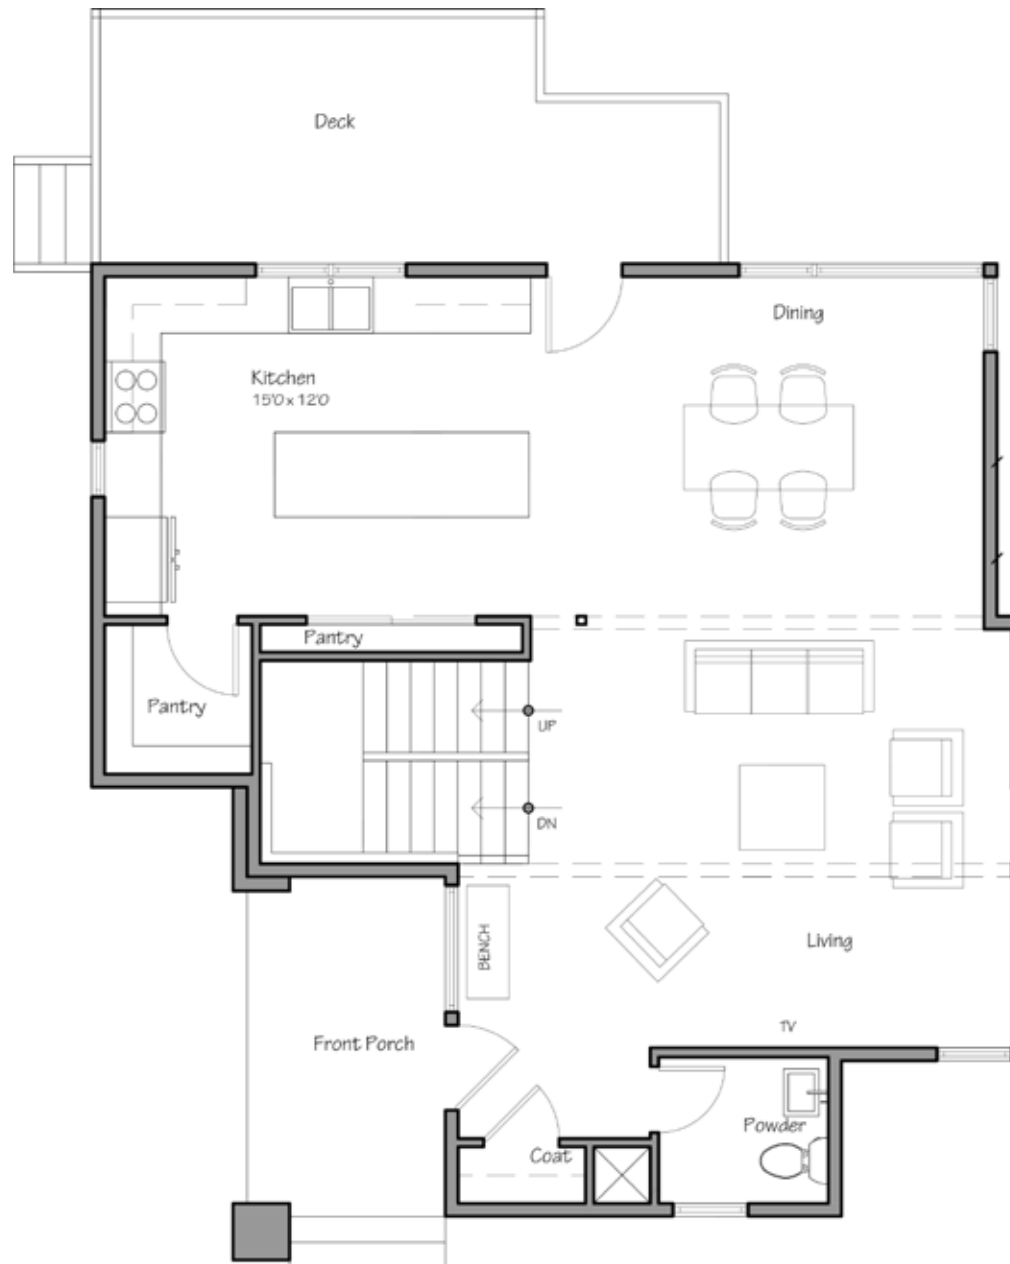 Deck
Dining
Kitchen
15'0 x 12'0
Pantry
Pantry
UP
DN
BENCH
Living
TV
Front Porch
Powder
Coat